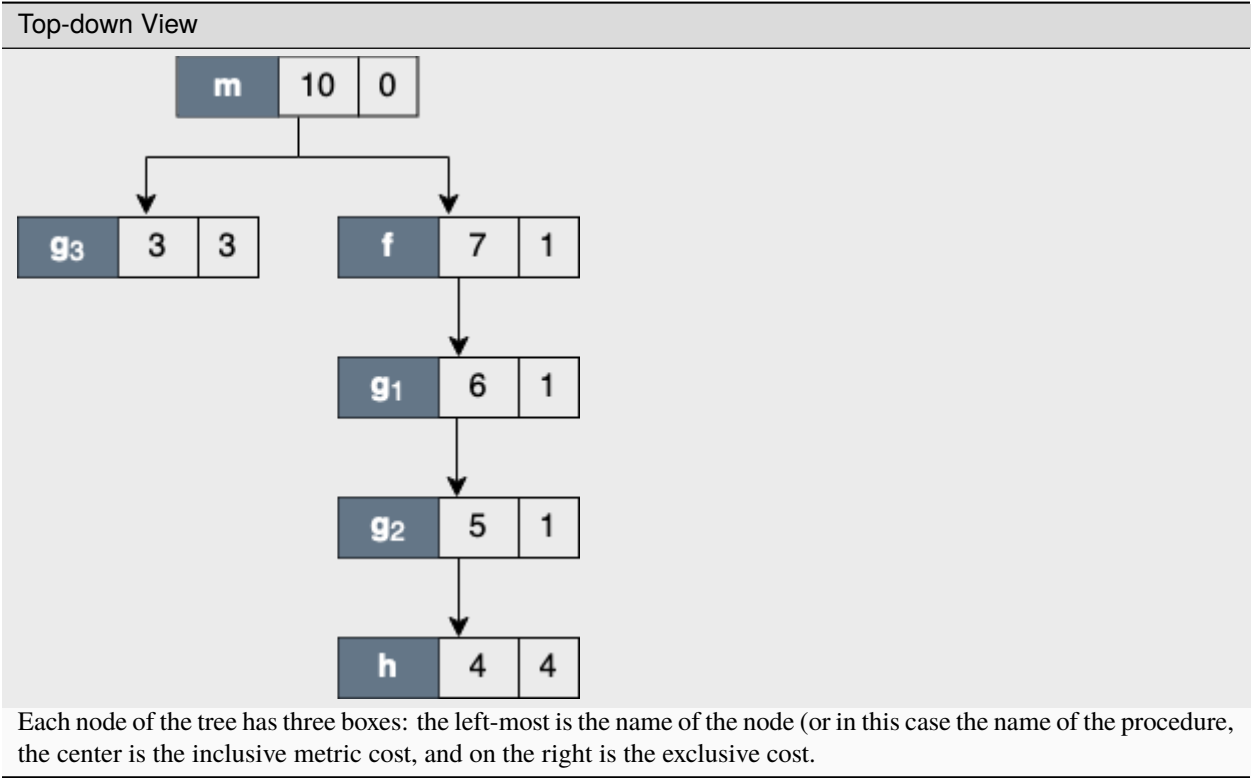 Top-down View
m 10 0
g3 3 3 f 7 1
g1 6 1
g2 5 1
h 4 4
Each node of the tree has three boxes: the left-most is the name of the node (or in this case the name of the procedure,
the center is the inclusive metric cost, and on the right is the exclusive cost.